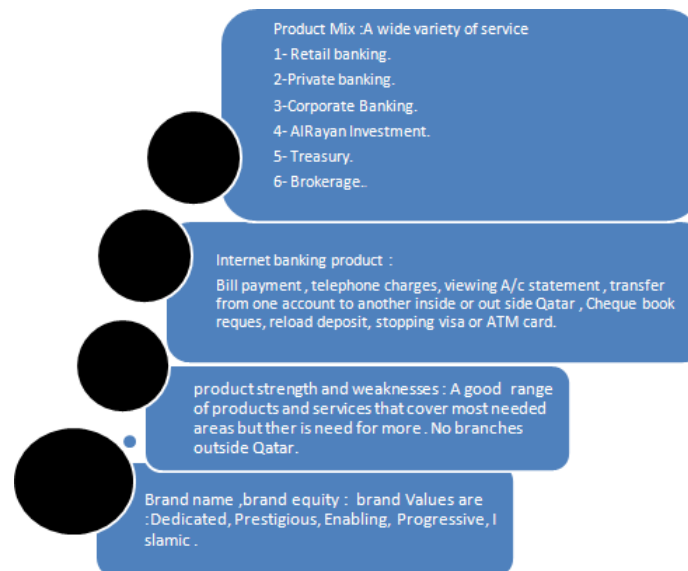 Product Mix :A wide variety of service
1- Retail banking.
2-Private banking.
3-Corporate Banking.
4- AlRayan Investment.
5- Treasury.
6- Brokerage..
Internet banking product :
Bill payment , telephone charges, viewing A/c statement , transfer
from one account to another inside or out side Qatar , Cheque book
reques, reload deposit, stopping visa or ATM card.
product strength and weaknesses : A good range
of products and services that cover most needed
areas but ther is need for more . No branches
outside Qatar.
Brand name ,brand equity : brand Values are
:Dedicated, Prestigious, Enabling, Progressive, I
slamic .